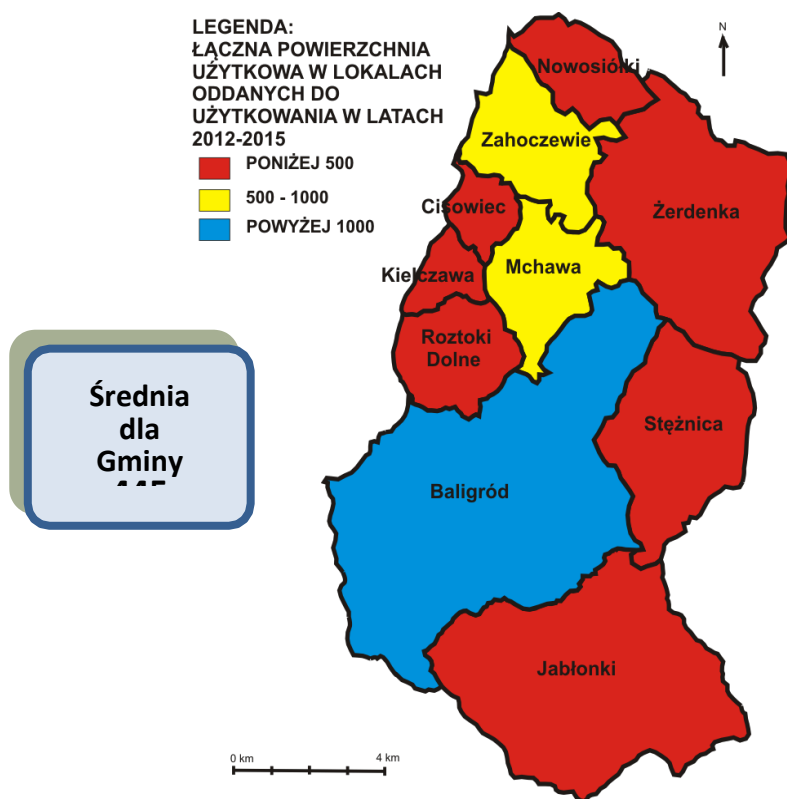 LEGENDA:
ŁĄCZNA POWIERZCHNIA
UŻYTKOWA W LOKALACH
ODDANYCH DO
UŻYTKOWANIA W LATACH
2012-2015
PONIŻEJ 500
500 - 1000
POWYŻEJ 1000
N
Nowosiółki
Zahoczewie
Cisowiec
Żerdenka
Kiełczawa
Mchawa
Roztoki
Dolne
Stężnica
Baligród
Jabłonki
Średnia
dla
Gminy
0 km
4 km